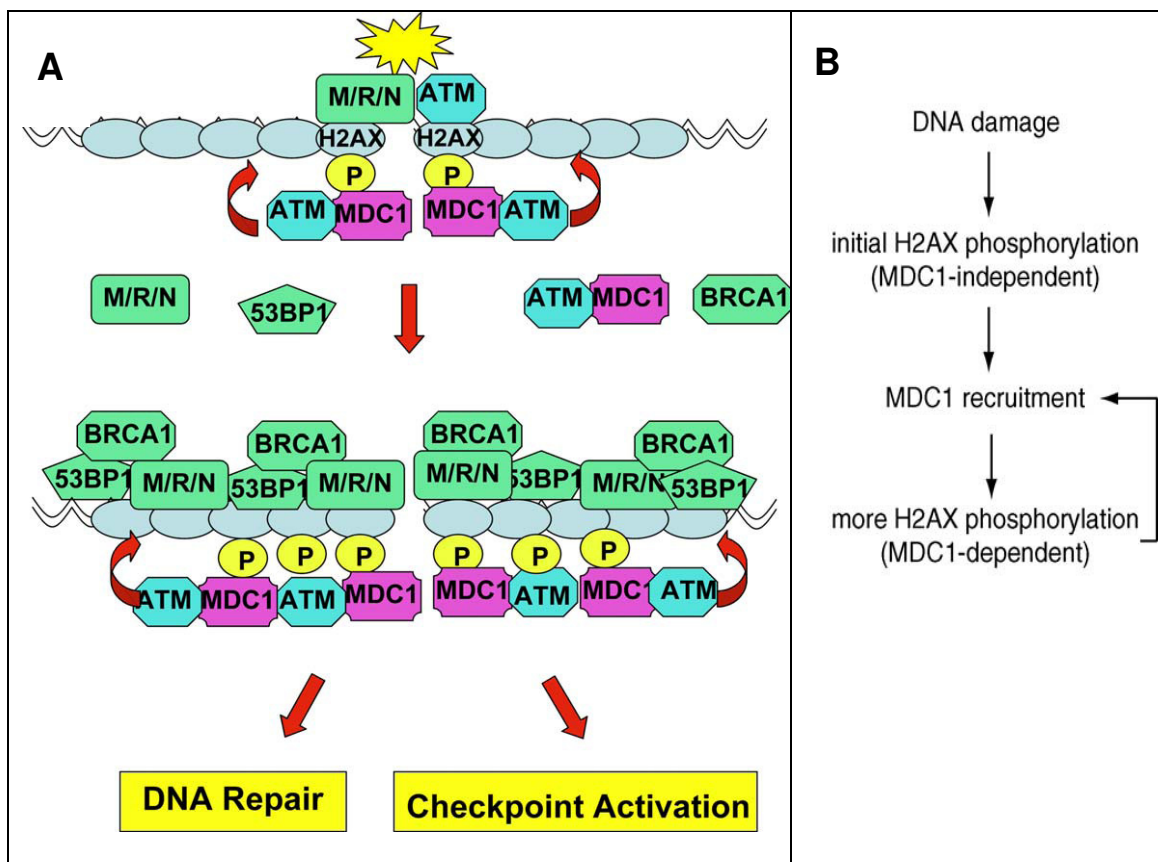 A
M/R/N ATM
H2AX H2AX
P P
ATM MDC1 MDC1 ATM
M/R/N 53BP1 ATM MDC1 BRCA1
BRCA1 BRCA1 BRCA1 BRCA1
53BP1 M/R/N 53BP1 M/R/N M/R/N 53BP1 M/R/N 53BP1
P P P P P P
ATM MDC1 ATM MDC1 MDC1 ATM MDC1 ATM
DNA Repair Checkpoint Activation
B
DNA damage
initial H2AX phosphorylation
(MDC1-independent)
MDC1 recruitment
more H2AX phosphorylation
(MDC1-dependent)